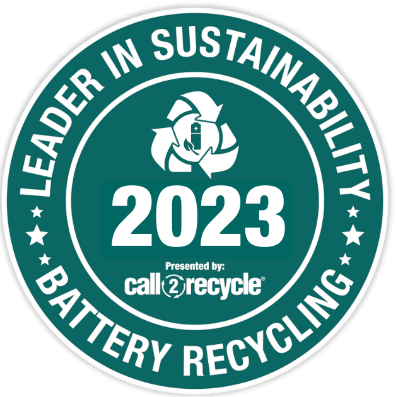 LEADER IN SUSTAINABILITY
2023
Presented by:
call2recycle®
BATTERY RECYCLING